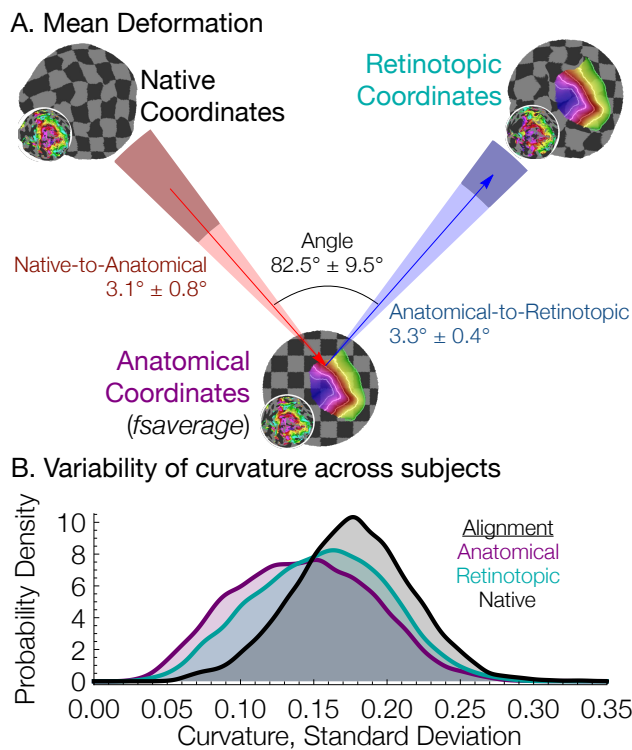 A. Mean Deformation
Native
Coordinates
Retinotopic
Coordinates
Angle
82.5° ± 9.5°
Native-to-Anatomical
3.1° ± 0.8°
Anatomical-to-Retinotopic
3.3° ± 0.4°
Anatomical
Coordinates
(fsaverage)
B. Variability of curvature across subjects
Probability Density
10
8
6
4
2
0
Alignment
Anatomical
Retinotopic
Native
0.00 0.05 0.10 0.15 0.20 0.25 0.30 0.35
Curvature, Standard Deviation